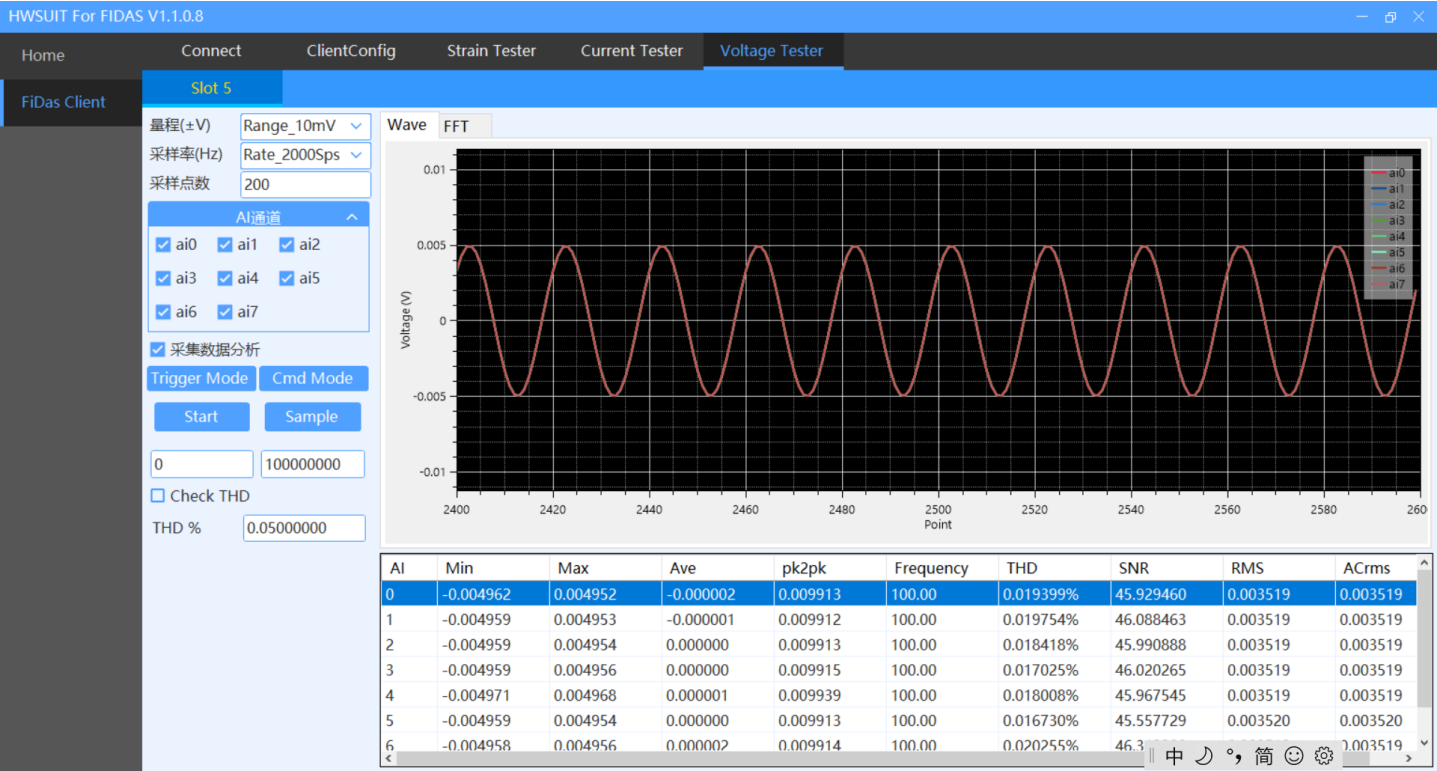 HWSUIT For FIDAS V1.1.0.8
Home
FiDas Client
Connect ClientConfig Strain Tester Current Tester Voltage Tester
Slot 5
量程(±V) Range_10mV
采样率(Hz) Rate_2000Sps
采样点数 200
AI通道
ai0 ai1 ai2
ai3 ai4 ai5
ai6 ai7
采集数据分析
Trigger Mode Cmd Mode
Start Sample
0 100000000
Check THD
THD % 0.05000000
Wave FFT
0.01
0.005
0
-0.005
-0.01
Voltage (V)
ai0
ai1
ai2
ai3
ai4
ai5
ai6
ai7
2400 2420 2440 2460 2480 2500 2520 2540 2560 2580 260
Point
AI Min Max Ave pk2pk Frequency THD SNR RMS ACrms
0 -0.004962 0.004952 -0.000002 0.009913 100.00 0.019399% 45.929460 0.003519 0.003519
1 -0.004959 0.004953 -0.000001 0.009912 100.00 0.019754% 46.088463 0.003519 0.003519
2 -0.004959 0.004954 0.000000 0.009913 100.00 0.018418% 45.990888 0.003519 0.003519
3 -0.004959 0.004956 0.000000 0.009915 100.00 0.017025% 46.020265 0.003519 0.003519
4 -0.004971 0.004968 0.000001 0.009939 100.00 0.018008% 45.967545 0.003519 0.003519
5 -0.004959 0.004954 0.000000 0.009913 100.00 0.016730% 45.557729 0.003520 0.003520
6 -0.004958 0.004956 0.000002 0.009914 100.00 0.020255% 0.003519
中 °, 简